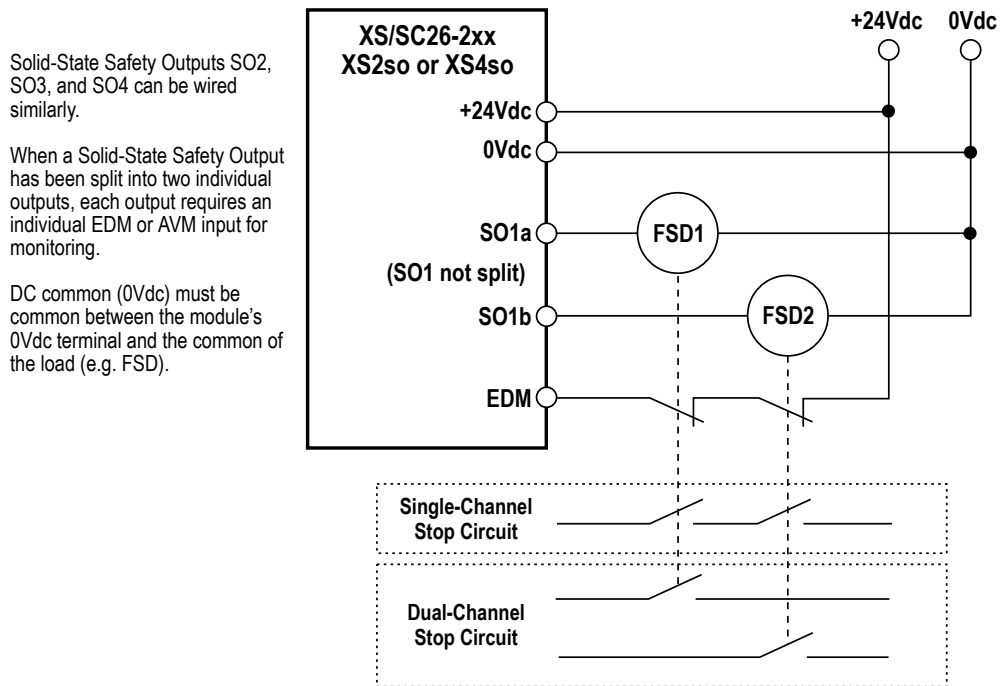 Solid-State Safety Outputs SO2,
SO3, and SO4 can be wired
similarly.
When a Solid-State Safety Output
has been split into two individual
outputs, each output requires an
individual EDM or AVM input for
monitoring.
DC common (0Vdc) must be
common between the module's
0Vdc terminal and the common of
the load (e.g. FSD).
XS/SC26-2xx
XS2so or XS4so
+24Vdc 0Vdc
+24Vdc
0Vdc
SO1a
FSD1
(SO1 not split)
SO1b
FSD2
EDM
Single-Channel
Stop Circuit
Dual-Channel
Stop Circuit